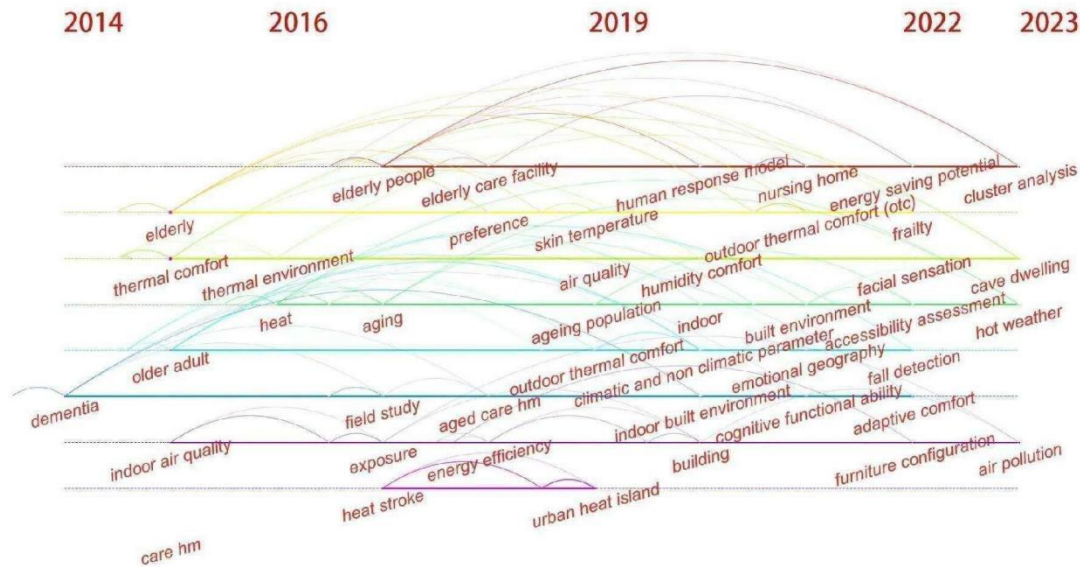 2014 2016 2019 2022 2023
elderly people
elderly care facility
human response model
nursing home
energy saving potential
cluster analysis
elderly
preference
skin temperature
outdoor thermal comfort (otc)
frailty
thermal comfort
thermal environment
air quality
humidity comfort
facial sensation
cave dwelling
heat
aging
ageing population
indoor
built environment
accessibility assessment
hot weather
older adult
outdoor thermal comfort
climatic and non climatic parameter
emotional geography
fall detection
dementia
field study
aged care hm
indoor built environment
cognitive functional ability
adaptive comfort
indoor air quality
exposure
energy efficiency
building
furniture configuration
air pollution
heat stroke
urban heat island
care hm